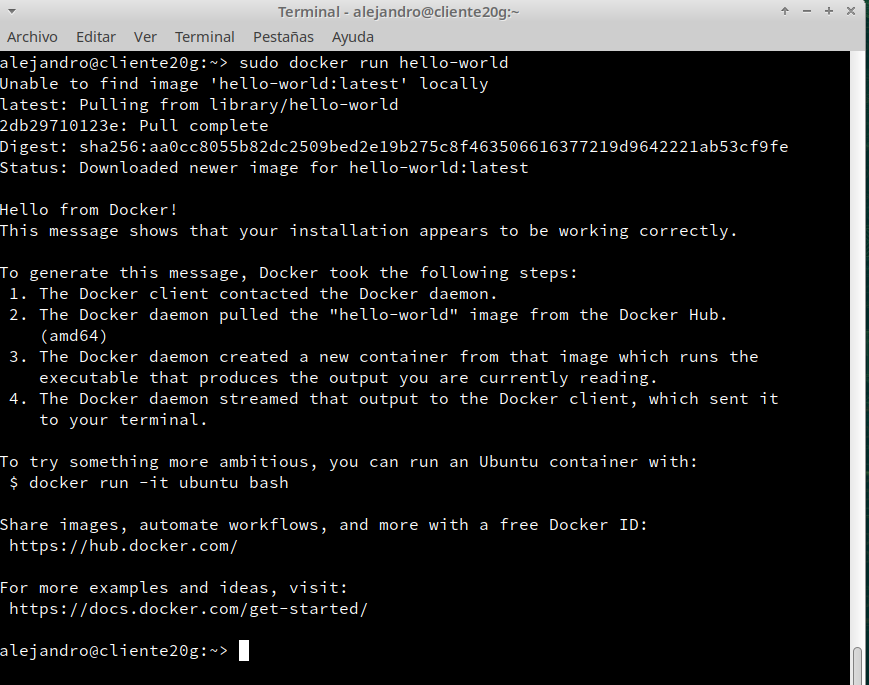 Terminal - alejandro@cliente20g:~
Archivo Editar Ver Terminal Pestañas Ayuda
alejandro@cliente20g:~> sudo docker run hello-world
Unable to find image 'hello-world:latest' locally
latest: Pulling from library/hello-world
2db29710123e: Pull complete
Digest: sha256:aa0cc8055b82dc2509bed2e19b275c8f463506616377219d9642221ab53cf9fe
Status: Downloaded newer image for hello-world:latest

Hello from Docker!
This message shows that your installation appears to be working correctly.

To generate this message, Docker took the following steps:
 1. The Docker client contacted the Docker daemon.
 2. The Docker daemon pulled the "hello-world" image from the Docker Hub.
    (amd64)
 3. The Docker daemon created a new container from that image which runs the
    executable that produces the output you are currently reading.
 4. The Docker daemon streamed that output to the Docker client, which sent it
    to your terminal.

To try something more ambitious, you can run an Ubuntu container with:
 $ docker run -it ubuntu bash

Share images, automate workflows, and more with a free Docker ID:
 https://hub.docker.com/

For more examples and ideas, visit:
 https://docs.docker.com/get-started/

alejandro@cliente20g:~>